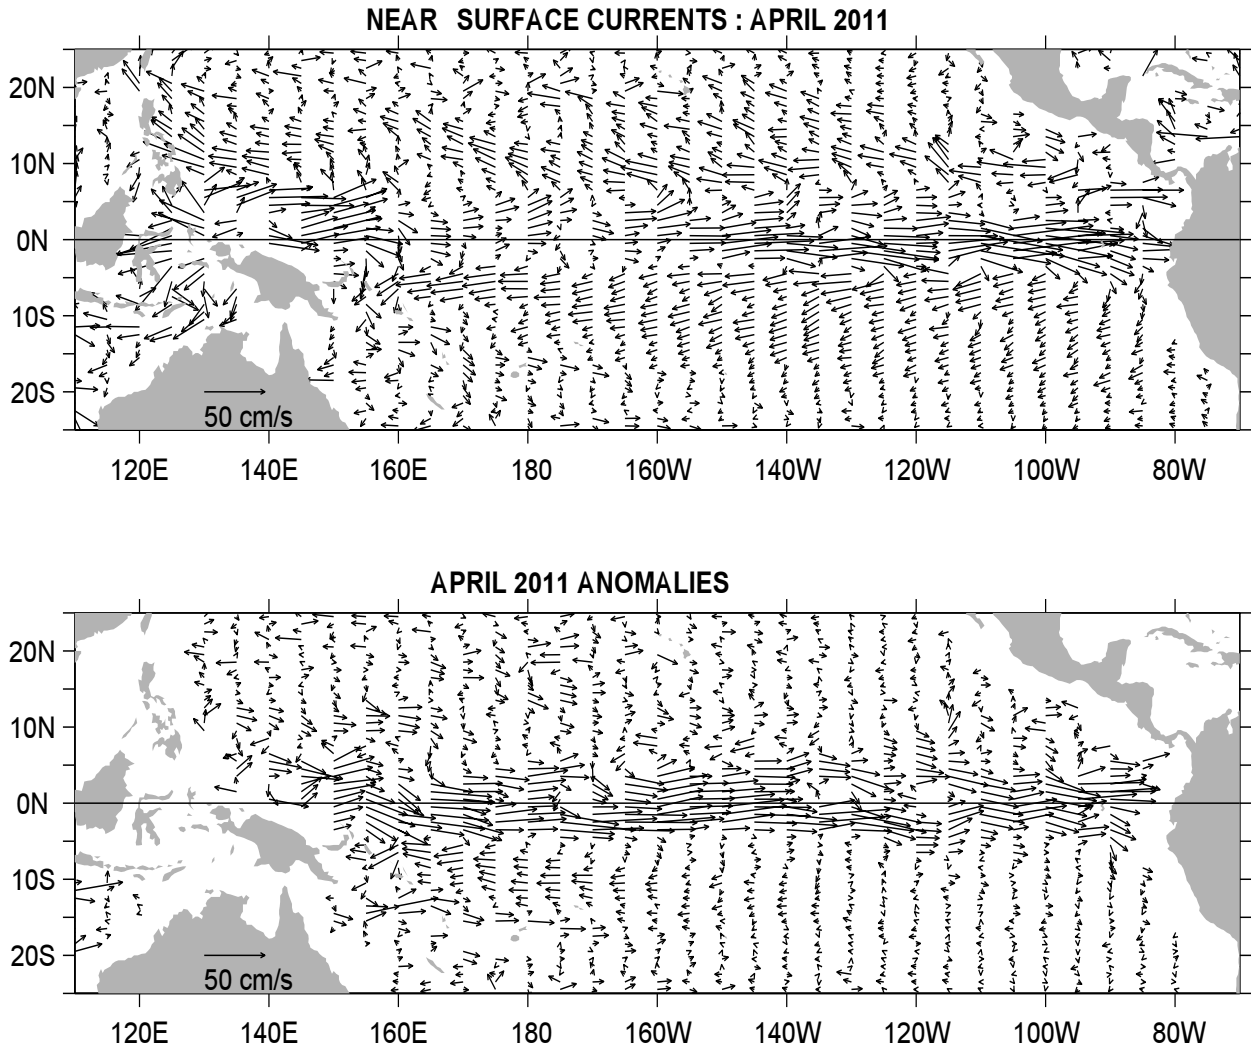 NEAR SURFACE CURRENTS : APRIL 2011
20N
10N
0N
10S
20S
50 cm/s
120E 140E 160E 180 160W 140W 120W 100W 80W
APRIL 2011 ANOMALIES
20N
10N
0N
10S
20S
50 cm/s
120E 140E 160E 180 160W 140W 120W 100W 80W